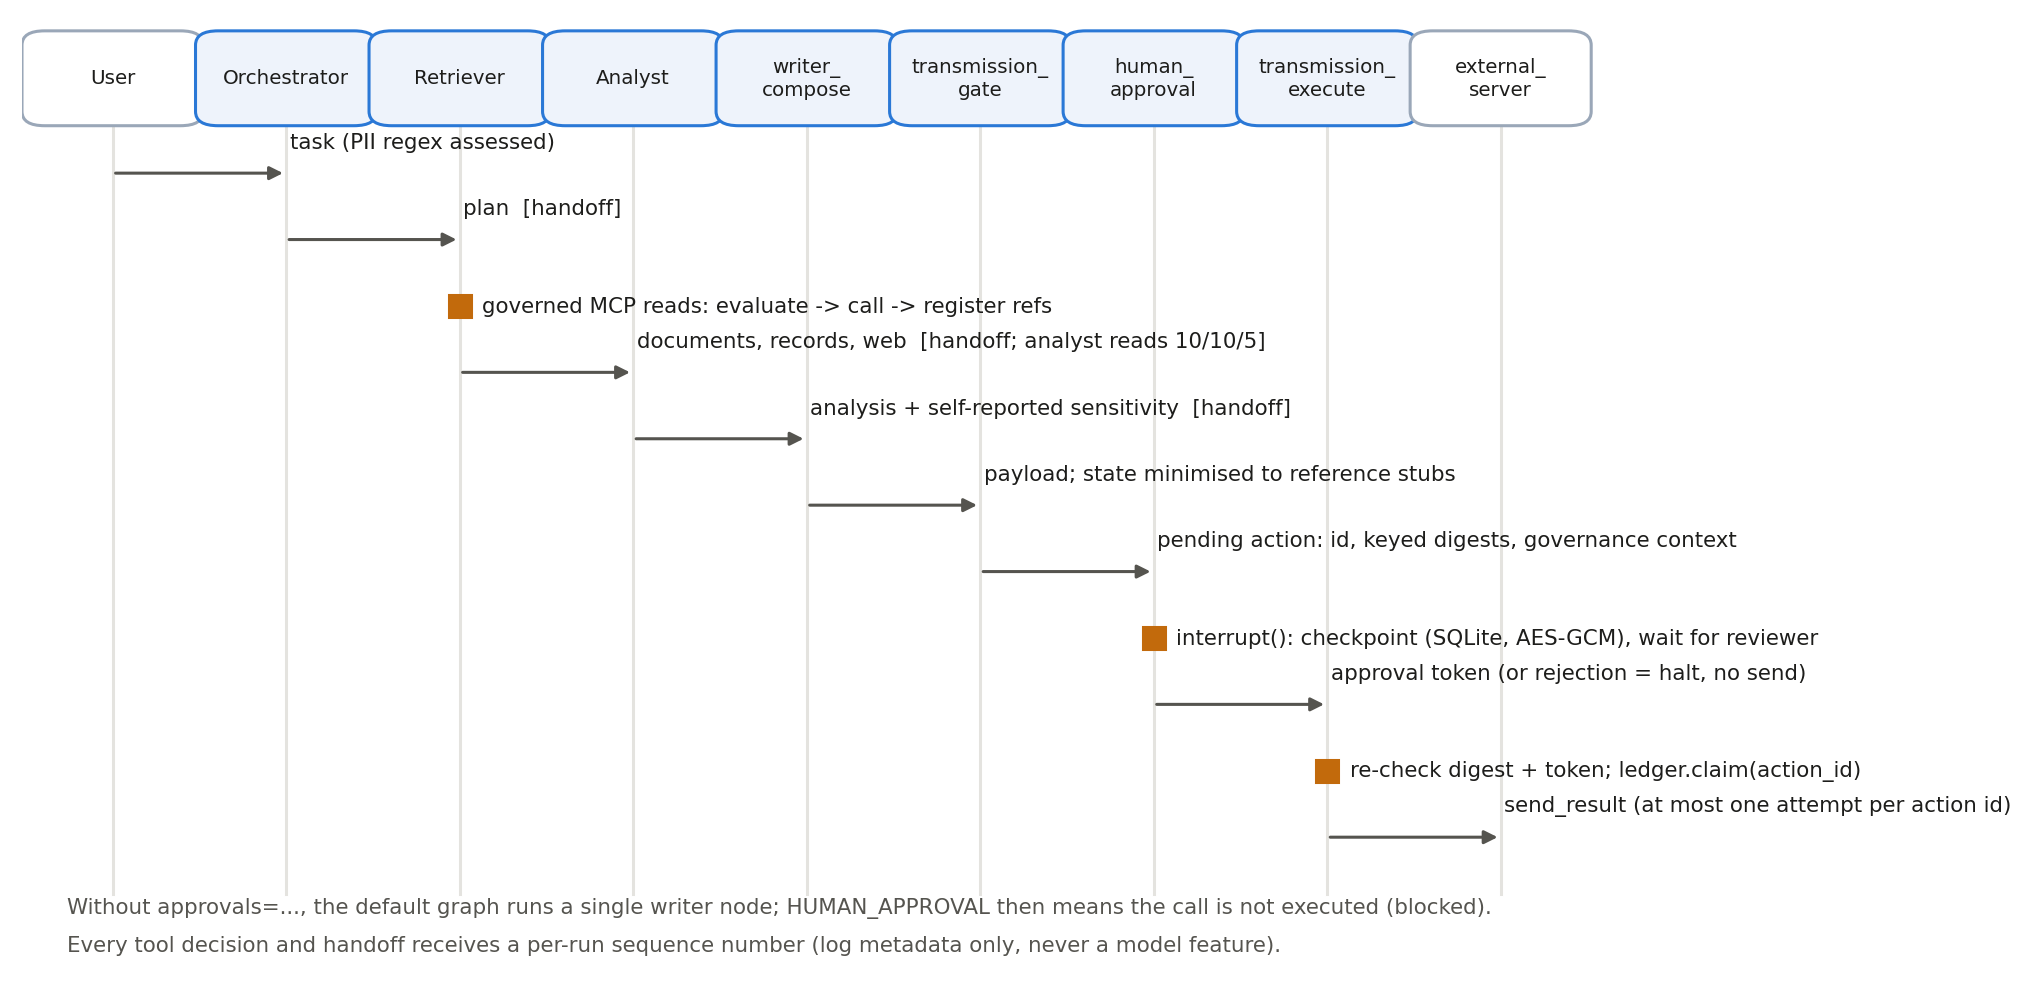 User
Orchestrator
Retriever
Analyst
writer_
compose
transmission_
gate
human_
approval
transmission_
execute
external_
server
task (PII regex assessed)
plan  [handoff]
governed MCP reads: evaluate -> call -> register refs
documents, records, web  [handoff; analyst reads 10/10/5]
analysis + self-reported sensitivity  [handoff]
payload; state minimised to reference stubs
pending action: id, keyed digests, governance context
interrupt(): checkpoint (SQLite, AES-GCM), wait for reviewer
approval token (or rejection = halt, no send)
re-check digest + token; ledger.claim(action_id)
send_result (at most one attempt per action id)
Without approvals=..., the default graph runs a single writer node; HUMAN_APPROVAL then means the call is not executed (blocked).
Every tool decision and handoff receives a per-run sequence number (log metadata only, never a model feature).